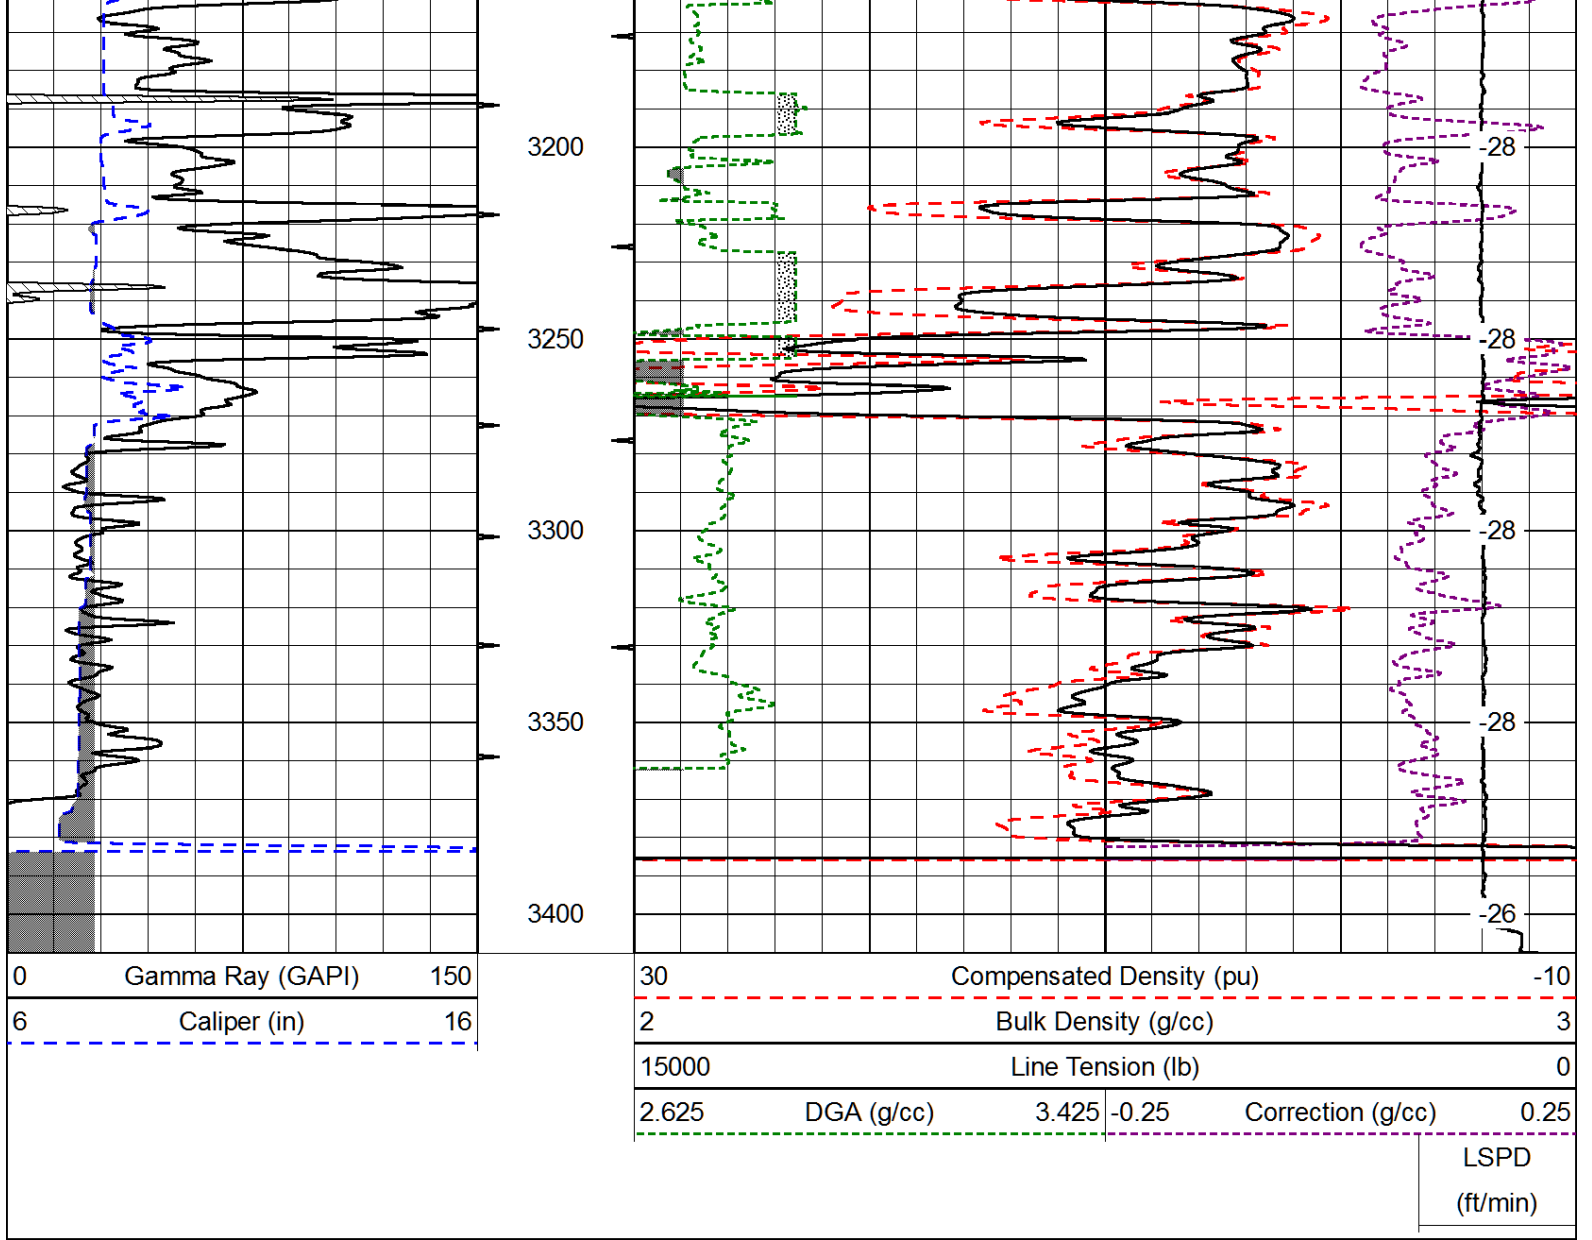 3200
-28
3250
-28
3300
-28
3350
-28
3400
-26
0 Gamma Ray (GAPI) 150
6 Caliper (in) 16
30 Compensated Density (pu) -10
2 Bulk Density (g/cc) 3
15000 Line Tension (lb) 0
2.625 DGA (g/cc) 3.425 -0.25 Correction (g/cc) 0.25
LSPD
(ft/min)